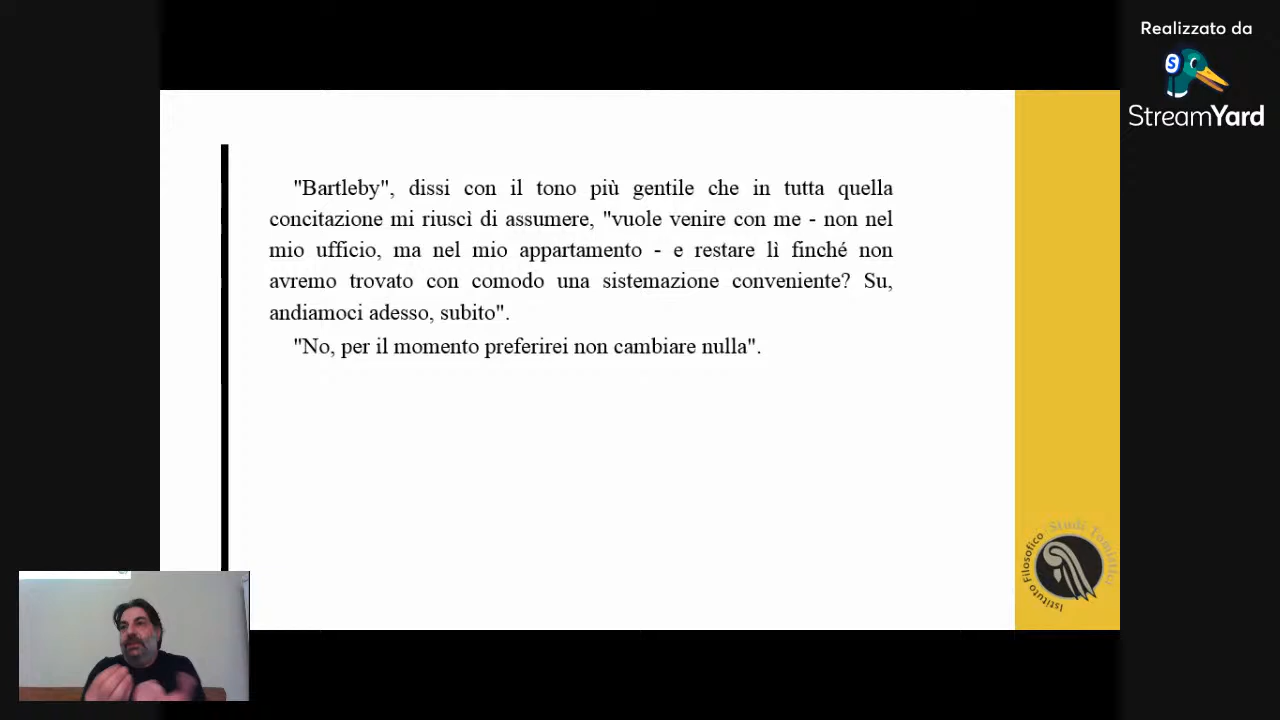 Realizzato da
StreamYard
"Bartleby", dissi con il tono più gentile che in tutta quella
concitazione mi riuscì di assumere, "vuole venire con me - non nel
mio ufficio, ma nel mio appartamento - e restare lì finché non
avremo trovato con comodo una sistemazione conveniente? Su,
andiamoci adesso, subito".
"No, per il momento preferirei non cambiare nulla".
Istituto Filosofico Studi Tomistici